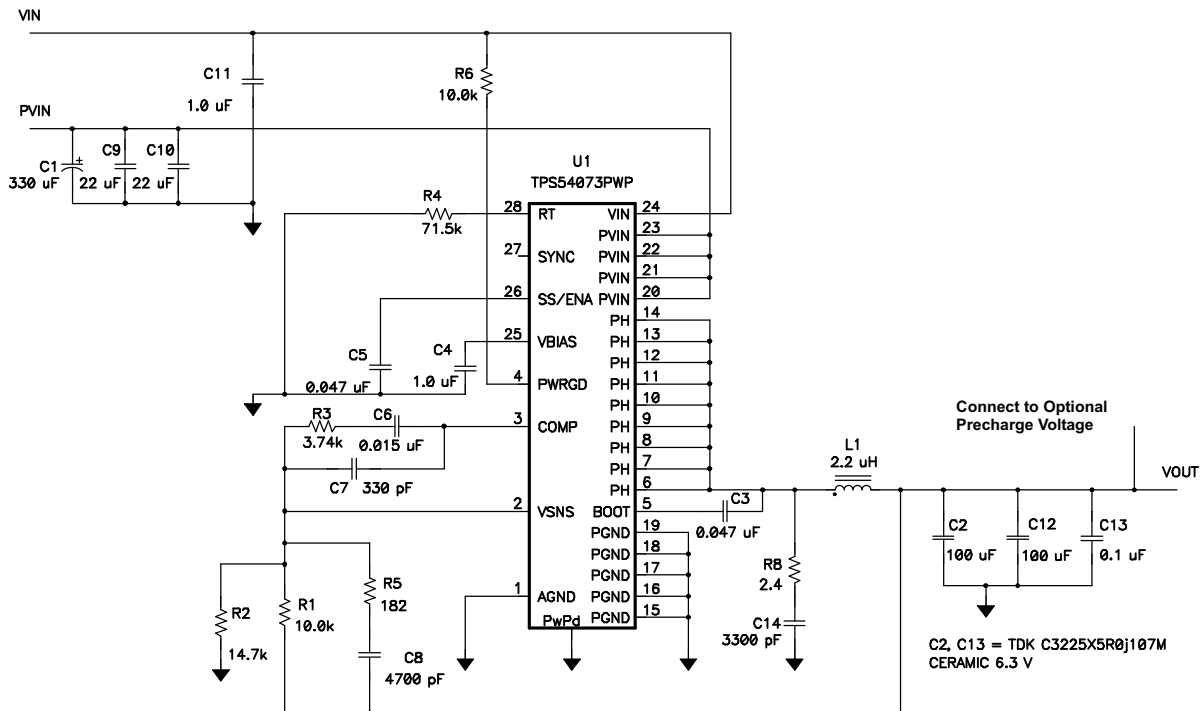 VIN
C11
1.0 uF
R6
10.0k
PVIN
C1
330 uF
+
C9
22 uF
C10
22 uF
U1
TPS54073PWP
R4
71.5k
28 RT
27 SYNC
26 SS/ENA
25 VBIAS
4 PWRGD
3 COMP
2 VSNS
1 AGND
PwPd
VIN 24
PVIN 23
PVIN 22
PVIN 21
PVIN 20
PH 14
PH 13
PH 12
PH 11
PH 10
PH 9
PH 8
PH 7
PH 6
BOOT 5
PGND 19
PGND 18
PGND 17
PGND 16
PGND 15
C5
0.047 uF
C4
1.0 uF
R3
3.74k
C6
0.015 uF
C7 330 pF
R2
14.7k
R1
10.0k
R5
182
C8
4700 pF
C3
0.047 uF
R8
2.4
C14
3300 pF
L1
2.2 uH
Connect to Optional
Precharge Voltage
VOUT
C2
100 uF
C12
100 uF
C13
0.1 uF
C2, C13 = TDK C3225X5R0j107M
CERAMIC 6.3 V